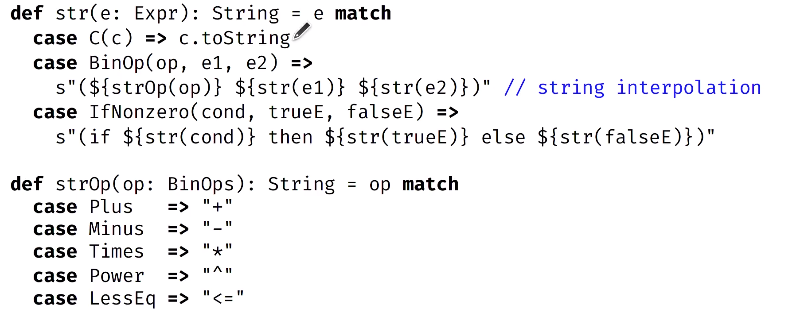 def str(e: Expr): String = e match
  case C(c) => c.toString
  case BinOp(op, e1, e2) =>
    s"(${strOp(op)} ${str(e1)} ${str(e2)})" // string interpolation
  case IfNonzero(cond, trueE, falseE) =>
    s"(if ${str(cond)} then ${str(trueE)} else ${str(falseE)})"

def strOp(op: BinOps): String = op match
  case Plus   => "+"
  case Minus  => "-"
  case Times  => "*"
  case Power  => "^"
  case LessEq => "<="